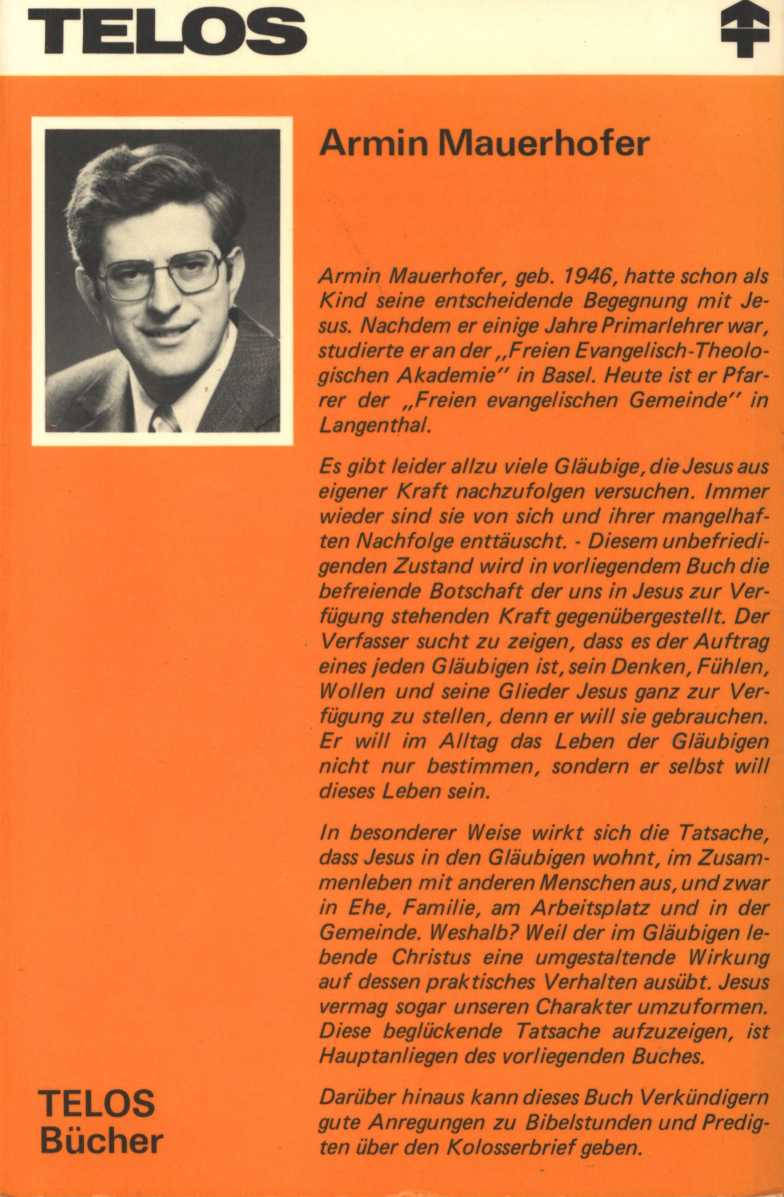 TELOS
Armin Mauerhofer
Armin Mauerhofer, geb. 1946, hatte schon als
Kind seine entscheidende Begegnung mit Je-
sus. Nachdem er einige Jahre Primarlehrer war,
studierte er an der „Freien Evangelisch-Theolo-
gischen Akademie” in Basel. Heute ist er Pfar-
rer der „Freien evangelischen Gemeinde” in
Langenthal.
Es gibt leider allzu viele Gläubige, die Jesus aus
eigener Kraft nachzufolgen versuchen. Immer
wieder sind sie von sich und ihrer mangelhaf-
ten Nachfolge enttäuscht. - Diesem unbefriedi-
genden Zustand wird in vorliegendem Buch die
befreiende Botschaft der uns in Jesus zur Ver-
fügung stehenden Kraft gegenübergestellt. Der
Verfasser sucht zu zeigen, dass es der Auftrag
eines jeden Gläubigen ist, sein Denken, Fühlen,
Wollen und seine Glieder Jesus ganz zur Ver-
fügung zu stellen, denn er will sie gebrauchen.
Er will im Alltag das Leben der Gläubigen
nicht nur bestimmen, sondern er selbst will
dieses Leben sein.
In besonderer Weise wirkt sich die Tatsache,
dass Jesus in den Gläubigen wohnt, im Zusam-
menleben mit anderen Menschen aus, und zwar
in Ehe, Familie, am Arbeitsplatz und in der
Gemeinde. Weshalb? Weil der im Gläubigen le-
bende Christus eine umgestaltende Wirkung
auf dessen praktisches Verhalten ausübt. Jesus
vermag sogar unseren Charakter umzuformen.
Diese beglückende Tatsache aufzuzeigen, ist
Hauptanliegen des vorliegenden Buches.
Darüber hinaus kann dieses Buch Verkündigern
gute Anregungen zu Bibelstunden und Predig-
ten über den Kolosserbrief geben.
TELOS
Bücher